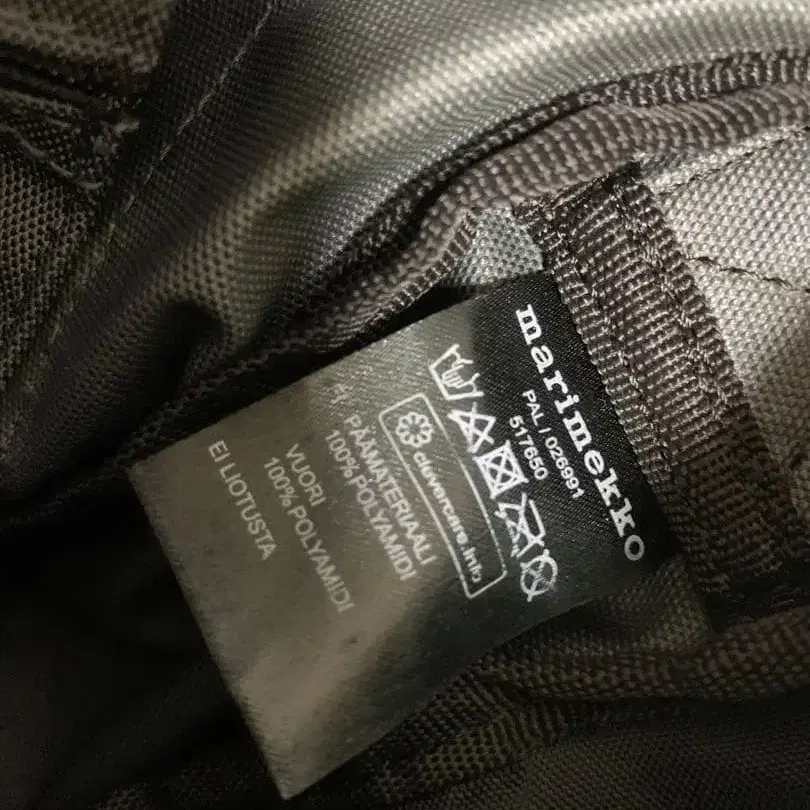 marimekko
PAL / 026991
517650
clevercare.info
PÄÄMATERIAALI
100% POLYAMIDI
VUORI
100% POLYAMIDI
EI LIOTUSTA